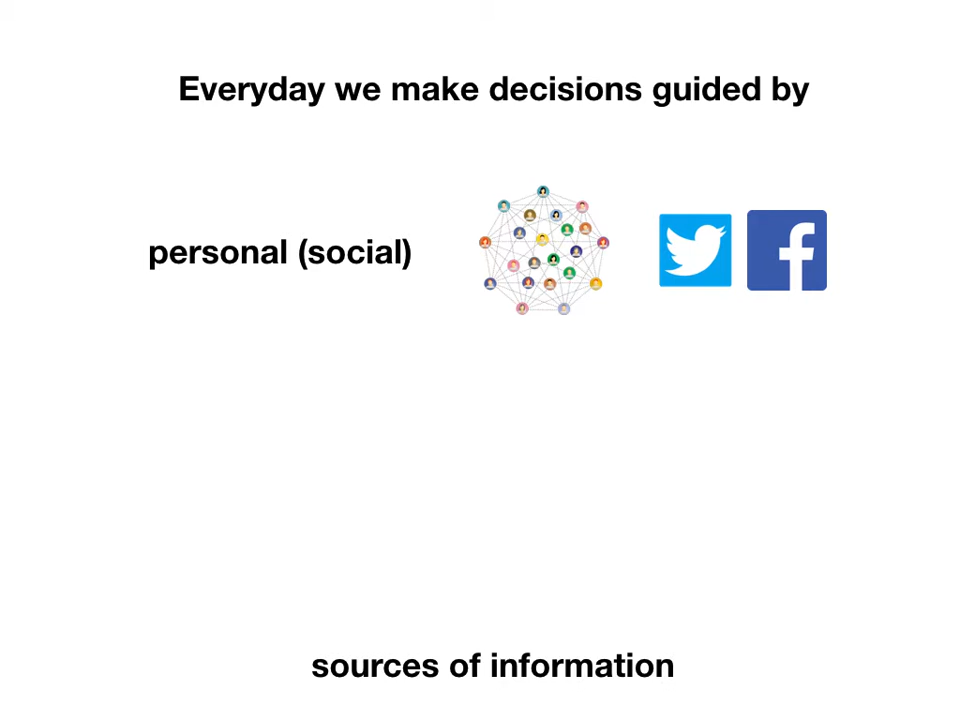 Everyday we make decisions guided by
personal (social)
sources of information